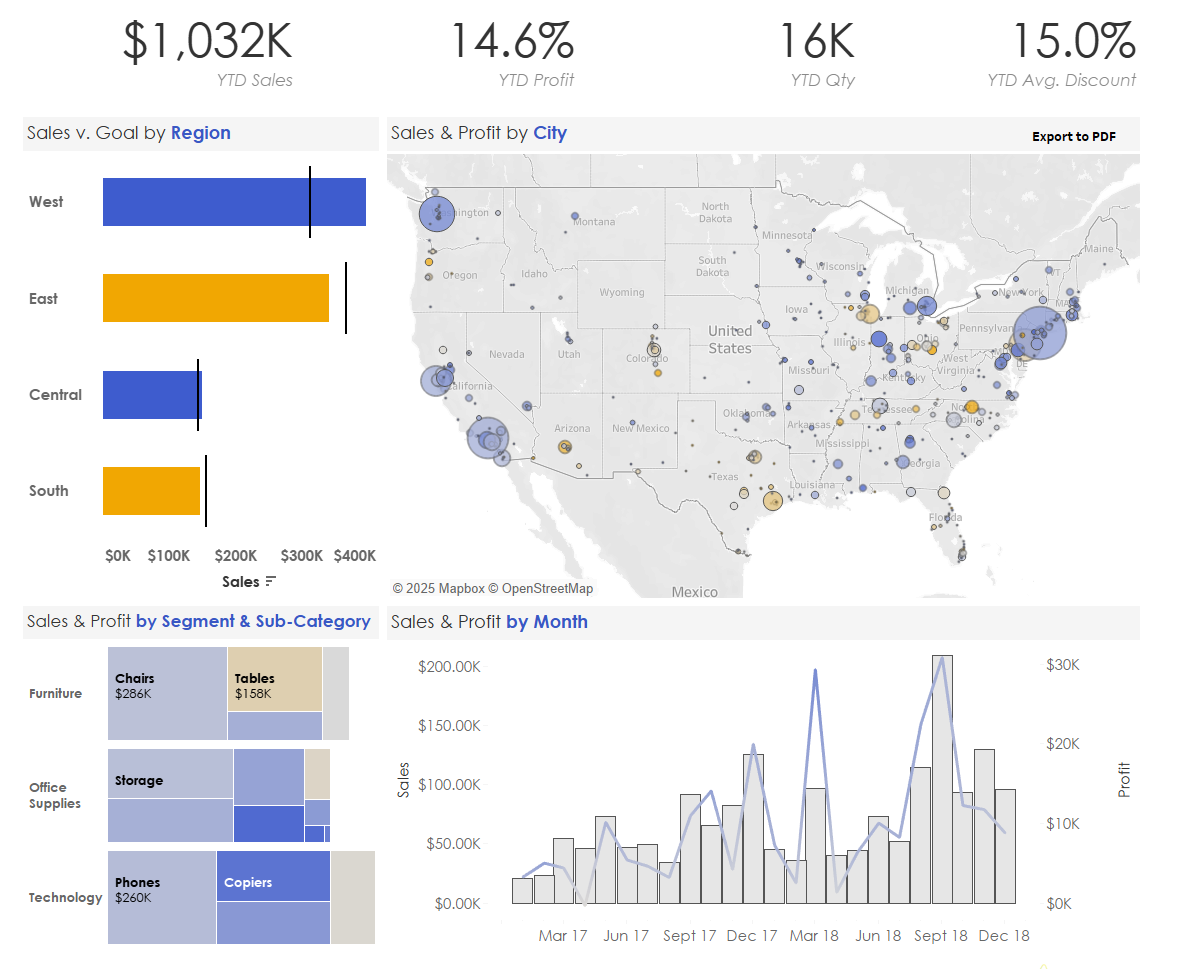 $1,032K
YTD Sales
14.6%
YTD Profit
16K
YTD Qty
15.0%
YTD Avg. Discount
Sales v. Goal by Region
West
East
Central
South
$0K $100K $200K $300K $400K
Sales
Sales & Profit by City
Export to PDF
Montana
North
Dakota
Minnesota
Maine
Oregon
Idaho
South
Dakota
Wisconsin
Michigan
VT
New York
Wyoming
Iowa
MA
United
States
Illinois
Ohio
Pennsylvan
Nevada
Utah
Colorado
West
Virginia
DE
Missouri
Kentucky
California
Oklahoma
Tennessee
Arizona
New Mexico
Arkansas
Mississippi
Georgia
Texas
Louisiana
Florida
Mexico
© 2025 Mapbox © OpenStreetMap
Sales & Profit by Segment & Sub-Category
Furniture
Chairs
$286K
Tables
$158K
Office
Supplies
Storage
Technology
Phones
$260K
Copiers
Sales & Profit by Month
Sales
$200.00K
$150.00K
$100.00K
$50.00K
$0.00K
$30K
$20K
$10K
$0K
Profit
Mar 17 Jun 17 Sept 17 Dec 17 Mar 18 Jun 18 Sept 18 Dec 18